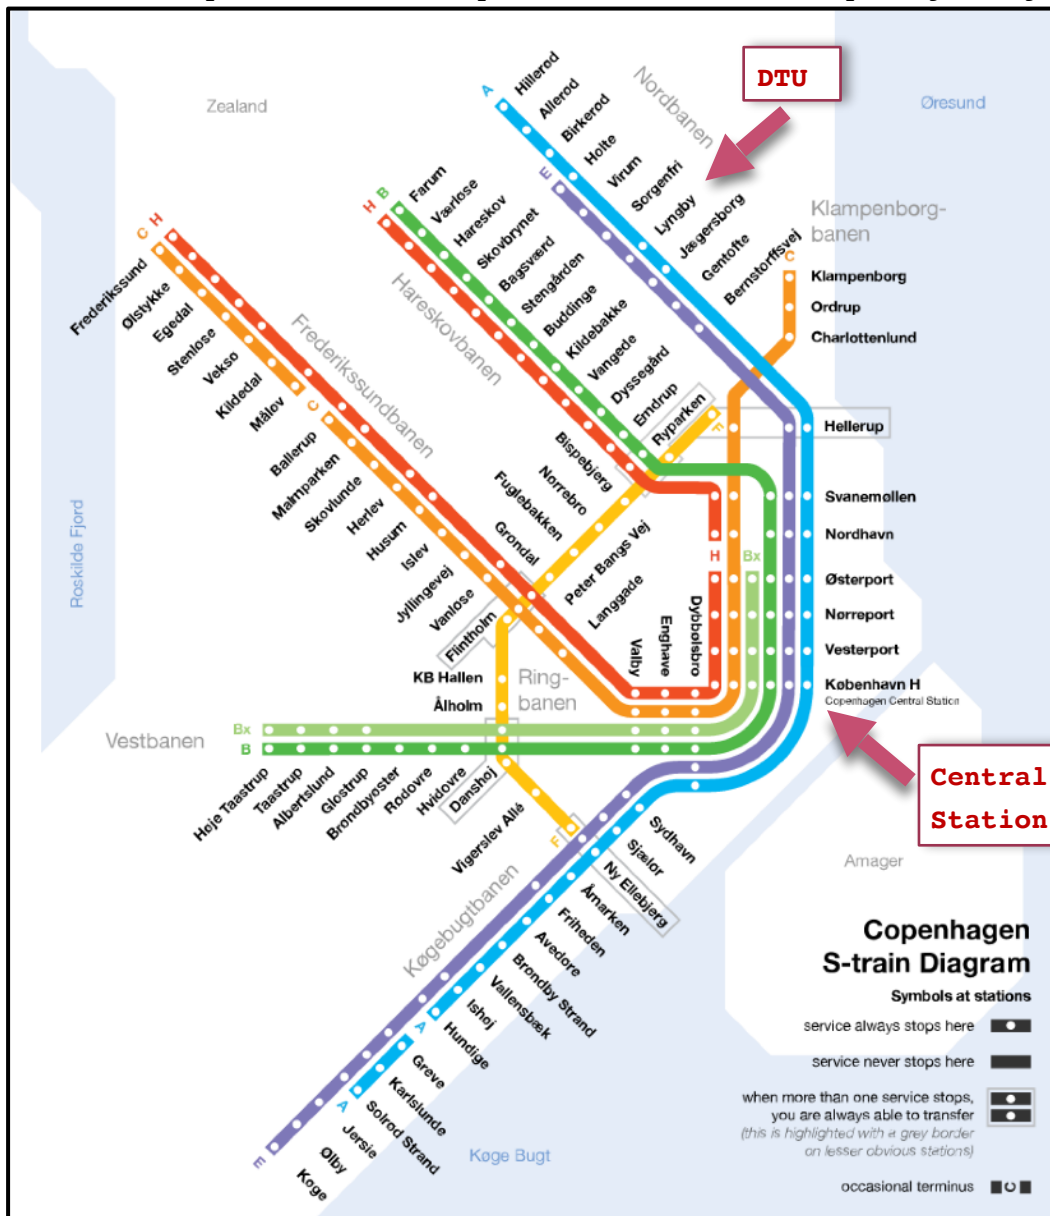 Zealand
Øresund
Roskilde Fjord
Køge Bugt
Amager
DTU
Central
Station
Nordbanen
Klampenborg-
banen
Hareskovbanen
Frederikssundbanen
Ring-
banen
Vestbanen
Køgebugtbanen
A
Hillerød
Allerød
Birkerød
Holte
Virum
Sorgenfri
Lyngby
Jægersborg
Gentofte
Bernstorffsvej
E
C
Klampenborg
Ordrup
Charlottenlund
Hellerup
Svanemøllen
Nordhavn
Østerport
Nørreport
Vesterport
København H
Copenhagen Central Station
H
B
Farum
Værløse
Hareskov
Skovbrynet
Bagsværd
Stengården
Buddinge
Kildebakke
Vangede
Dyssegård
Emdrup
Ryparken
F
Bispebjerg
Nørrebro
Fuglebakken
Grøndal
C
H
Frederikssund
Ølstykke
Egedal
Stenløse
Veksø
Kildedal
Måløv
C
Ballerup
Malmparken
Skovlunde
Herlev
Husum
Islev
Jyllingevej
Vanløse
Flintholm
Peter Bangs Vej
Langgade
Valby
Enghave
Dybbølsbro
H
Bx
KB Hallen
Ålholm
Bx
B
Høje Taastrup
Taastrup
Albertslund
Glostrup
Brøndbyøster
Rødovre
Hvidovre
Danshøj
Vigerslev Allé
F
Sydhavn
Sjælør
Ny Ellebjerg
Åmarken
Friheden
Avedøre
Brøndby Strand
Vallensbæk
Ishøj
Hundige
A
Greve
Karlslunde
Solrød Strand
A
Jersie
Ølby
Køge
E
Copenhagen
S-train Diagram
Symbols at stations
service always stops here
service never stops here
when more than one service stops,
you are always able to transfer
(this is highlighted with a grey border
on lesser obvious stations)
occasional terminus
C